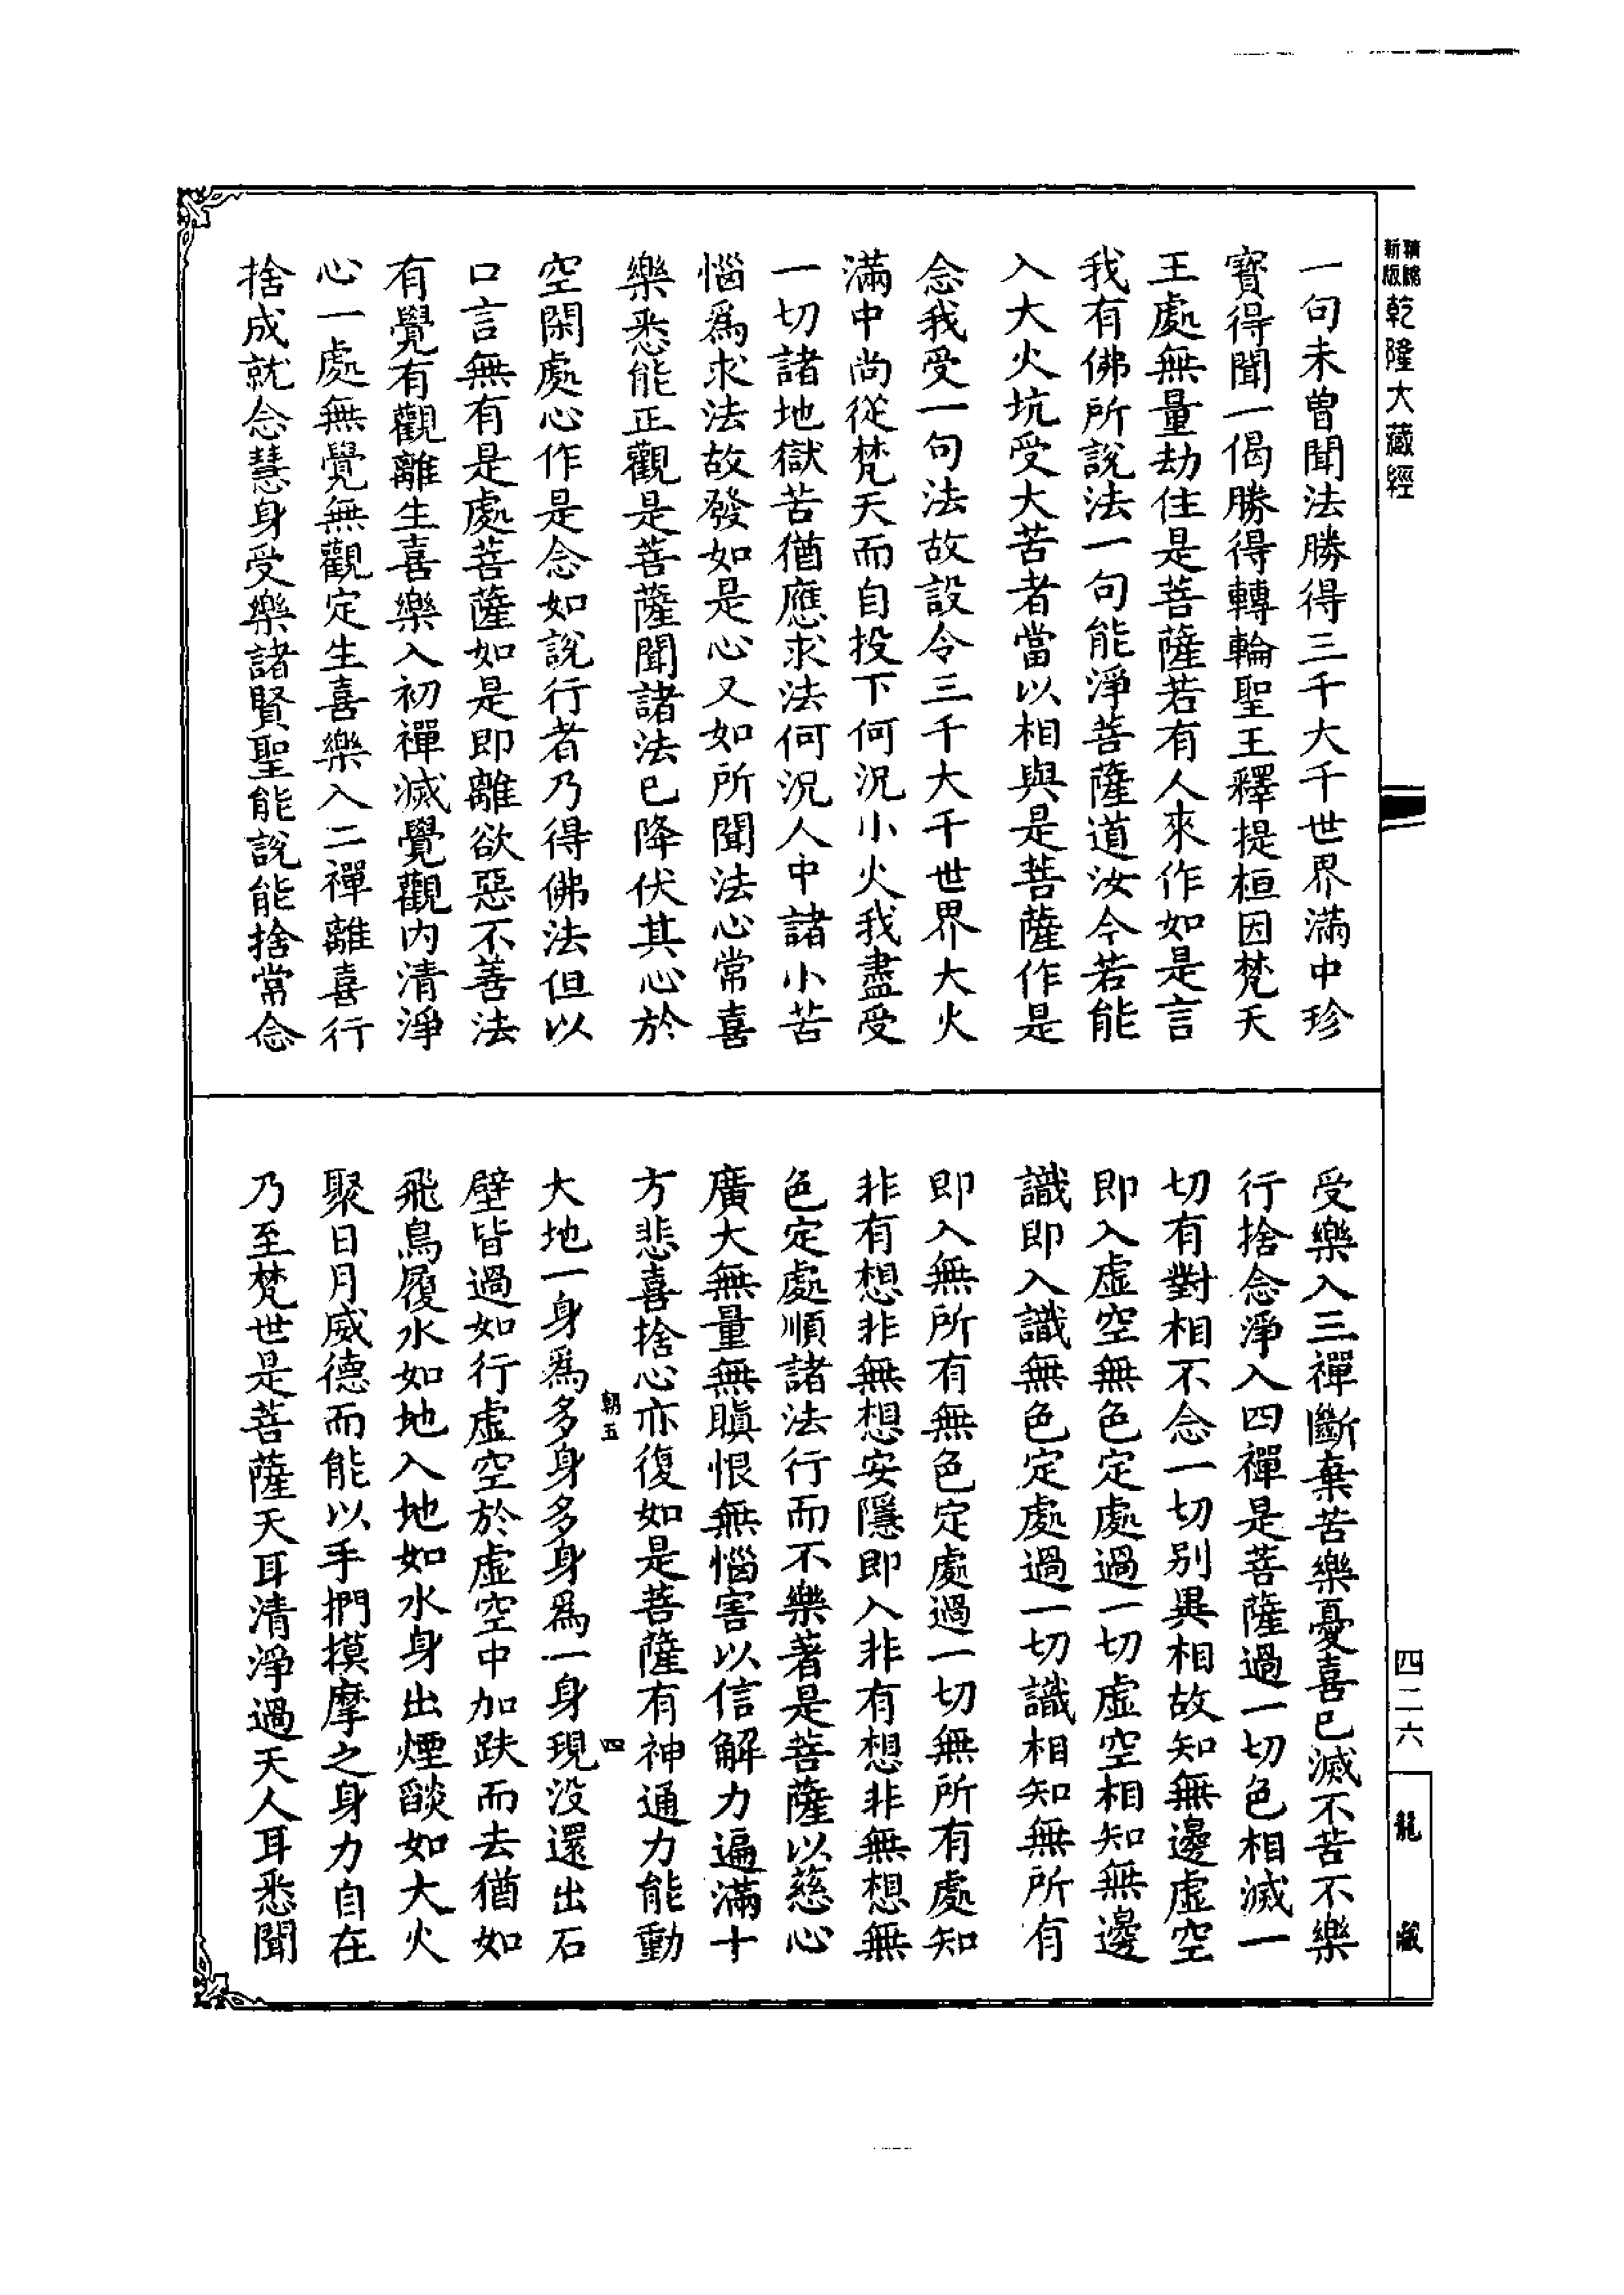 精編新版
乾隆大藏經
一句未曾聞法勝得三千大千世界滿中珍
寶得聞一偈勝得轉輪聖王釋提桓因梵天
王處無量劫住是菩薩若有人來作如是言
我有佛所說法一句能淨菩薩道汝今若能
入大火坑受大苦者當以相與是菩薩作是
念我受一句法故設令三千大千世界大火
滿中尚從梵天而自投下何況小火我盡受
一切諸地獄苦猶應求法何況人中諸小苦
惱爲求法故發如是心又如所聞法心常喜
樂悉能正觀是菩薩聞諸法已降伏其心於
空閑處心作是念如說行者乃得佛法但以
口言無有是處菩薩如是即離欲惡不善法
有覺有觀離生喜樂入初禪滅覺觀內清淨
心一處無覺無觀定生喜樂入二禪離喜行
捨成就念慧身受樂諸賢聖能說能捨常念
受樂入三禪斷棄苦樂憂喜已滅不苦不樂
行捨念淨入四禪是菩薩過一切色相滅一
切有對相不念一切別異相故知無邊虛空
即入虛空無色定處過一切虛空相知無邊
識即入識無色定處過一切識相知無所有
即入無所有無色定處過一切無所有處知
非有想非無想安隱即入非有想非無想無
色定處順諸法行而不樂著是菩薩以慈心
廣大無量無瞋恨無惱害以信解力遍滿十
方悲喜捨心亦復如是菩薩有神通力能動
朝五
四
大地一身爲多身多身爲一身現没還出石
壁皆過如行虛空於虛空中加趺而去猶如
飛鳥履水如地入地如水身出煙燄如大火
聚日月威德而能以手捫摸摩之身力自在
乃至梵世是菩薩天耳清淨過天人耳悉聞
四二六
龍藏